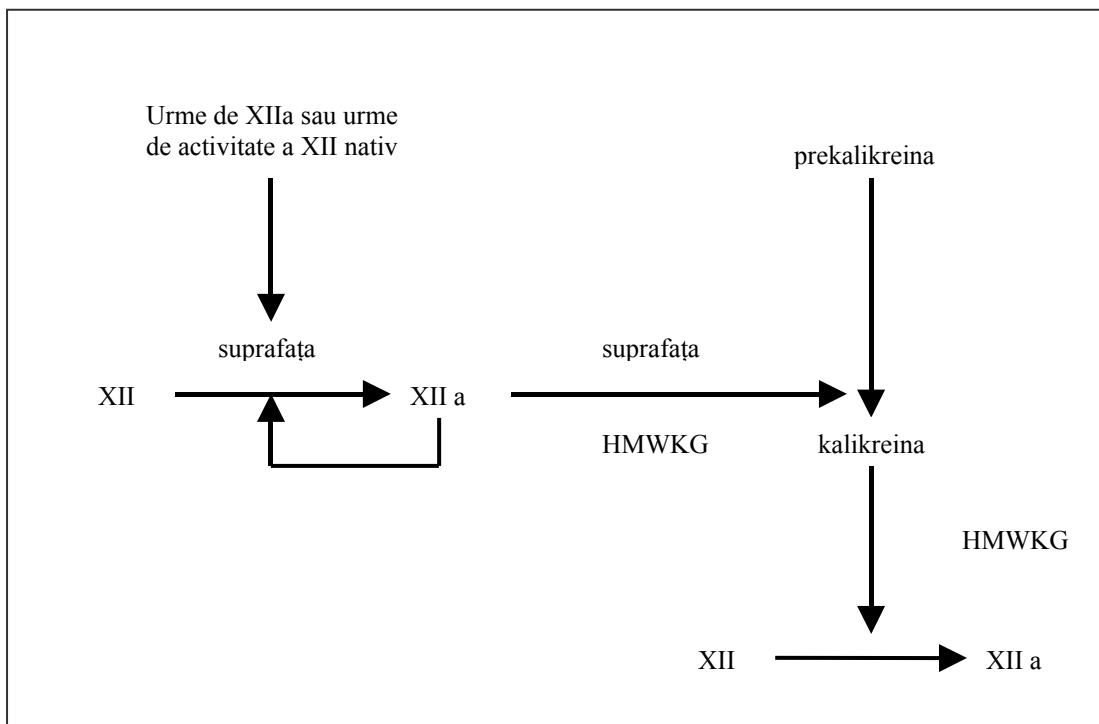 Urme de XIIa sau urme
de activitate a XII nativ
prekalikreina
suprafața
suprafața
XII
XII a
HMWKG
kalikreina
HMWKG
XII
XII a